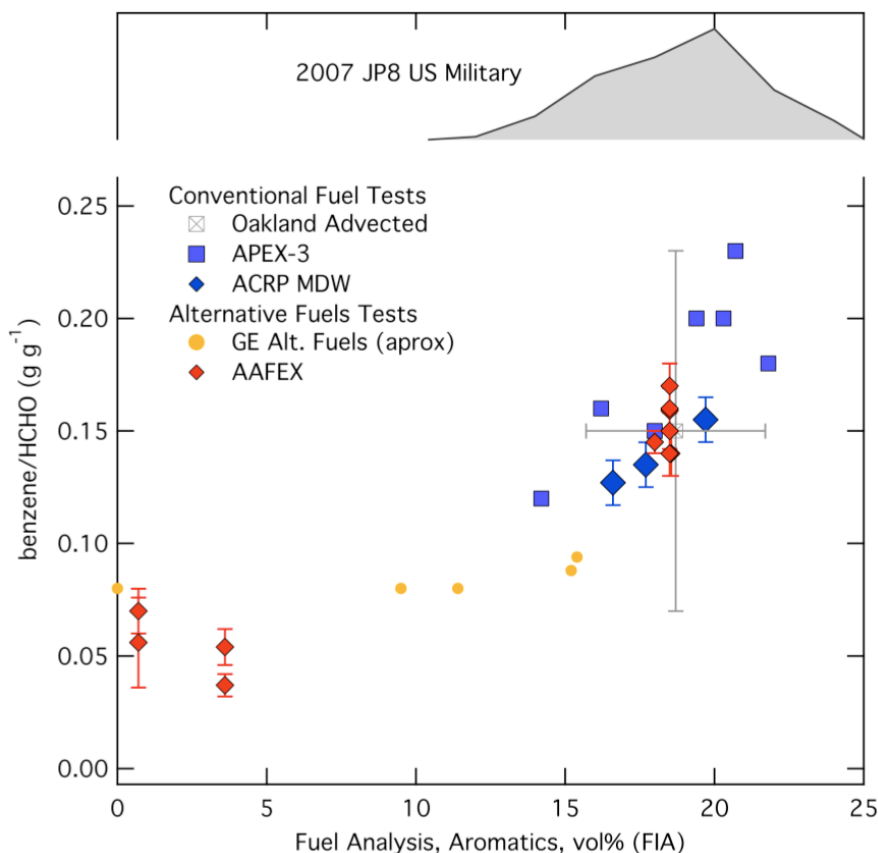 2007 JP8 US Military
Conventional Fuel Tests
Oakland Advected
APEX-3
ACRP MDW
Alternative Fuels Tests
GE Alt. Fuels (aprox)
AAFEX
benzene/HCHO (g g⁻¹)
0.25
0.20
0.15
0.10
0.05
0.00
0 5 10 15 20 25
Fuel Analysis, Aromatics, vol% (FIA)